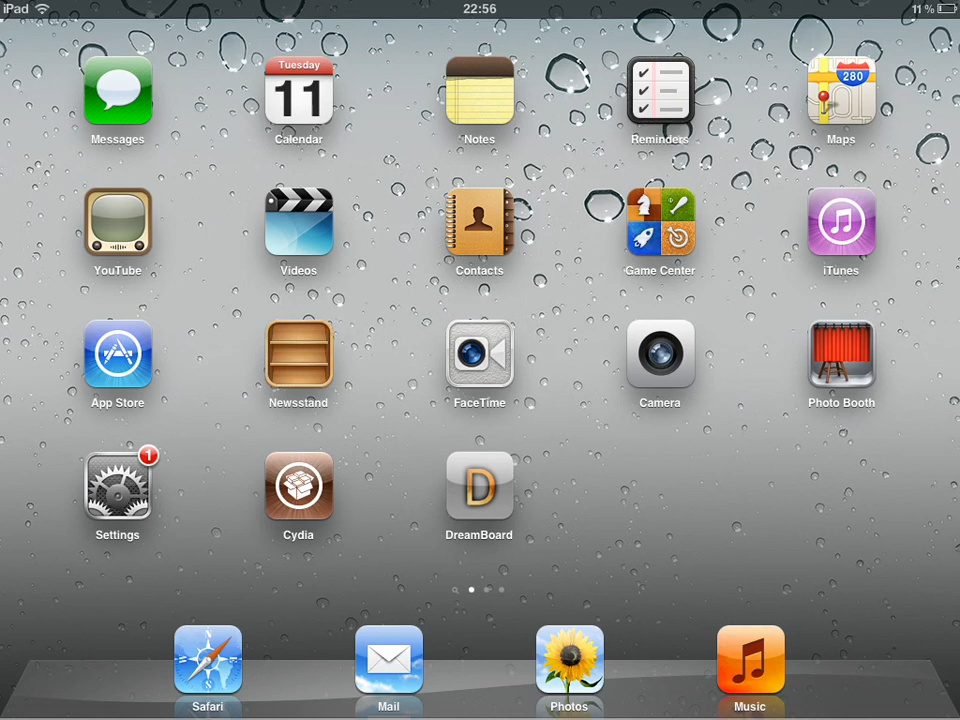 iPad 22:56 11 %
Tuesday
11
280
Messages Calendar Notes Reminders Maps
YouTube Videos Contacts Game Center iTunes
App Store Newsstand FaceTime Camera Photo Booth
1
D
Settings Cydia DreamBoard
N
S
Safari Mail Photos Music